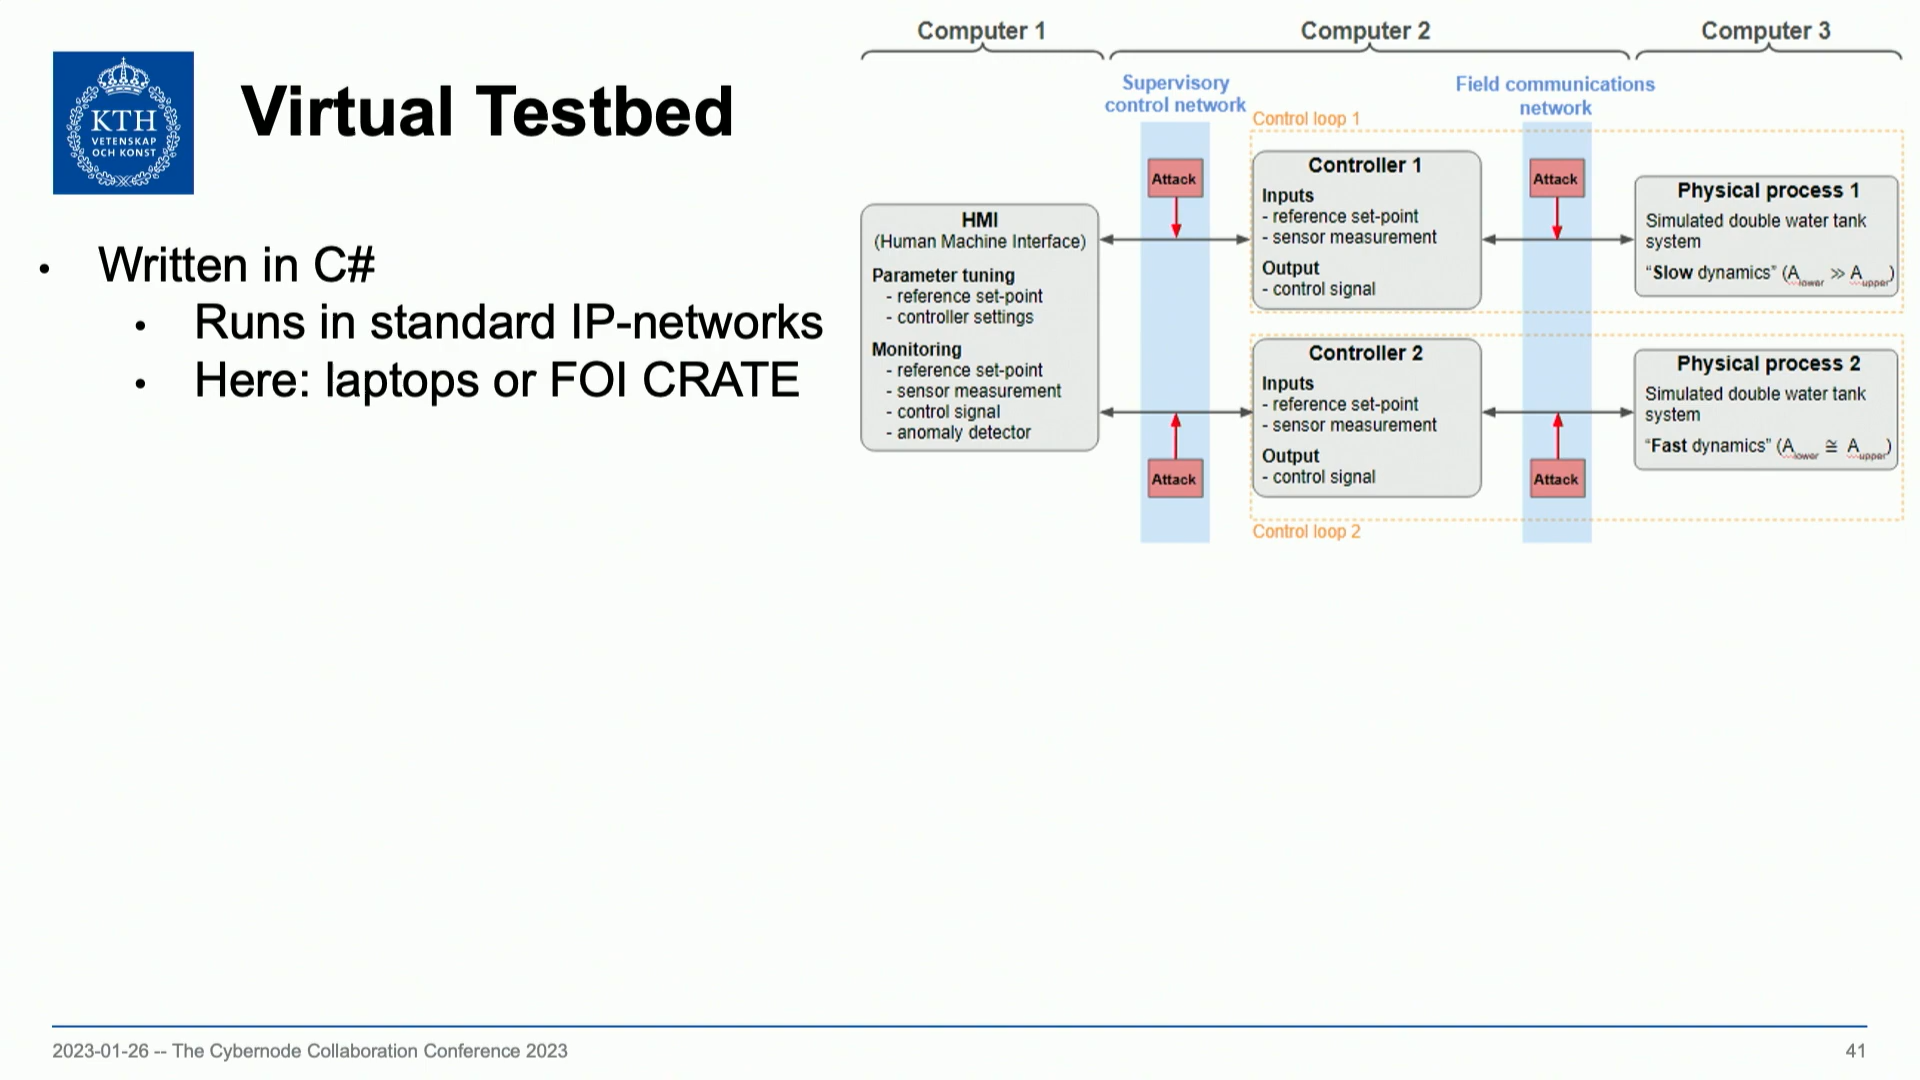 KTH
VETENSKAP
OCH KONST
Virtual Testbed
• Written in C#
• Runs in standard IP-networks
• Here: laptops or FOI CRATE
Computer 1
Computer 2
Computer 3
Supervisory
control network
Field communications
network
Control loop 1
HMI
(Human Machine Interface)
Parameter tuning
- reference set-point
- controller settings
Monitoring
- reference set-point
- sensor measurement
- control signal
- anomaly detector
Attack
Attack
Controller 1
Inputs
- reference set-point
- sensor measurement
Output
- control signal
Controller 2
Inputs
- reference set-point
- sensor measurement
Output
- control signal
Attack
Attack
Physical process 1
Simulated double water tank
system
“Slow dynamics” (Alower ≫ Aupper)
Physical process 2
Simulated double water tank
system
“Fast dynamics” (Alower ≅ Aupper)
Control loop 2
2023-01-26 -- The Cybernode Collaboration Conference 2023
41